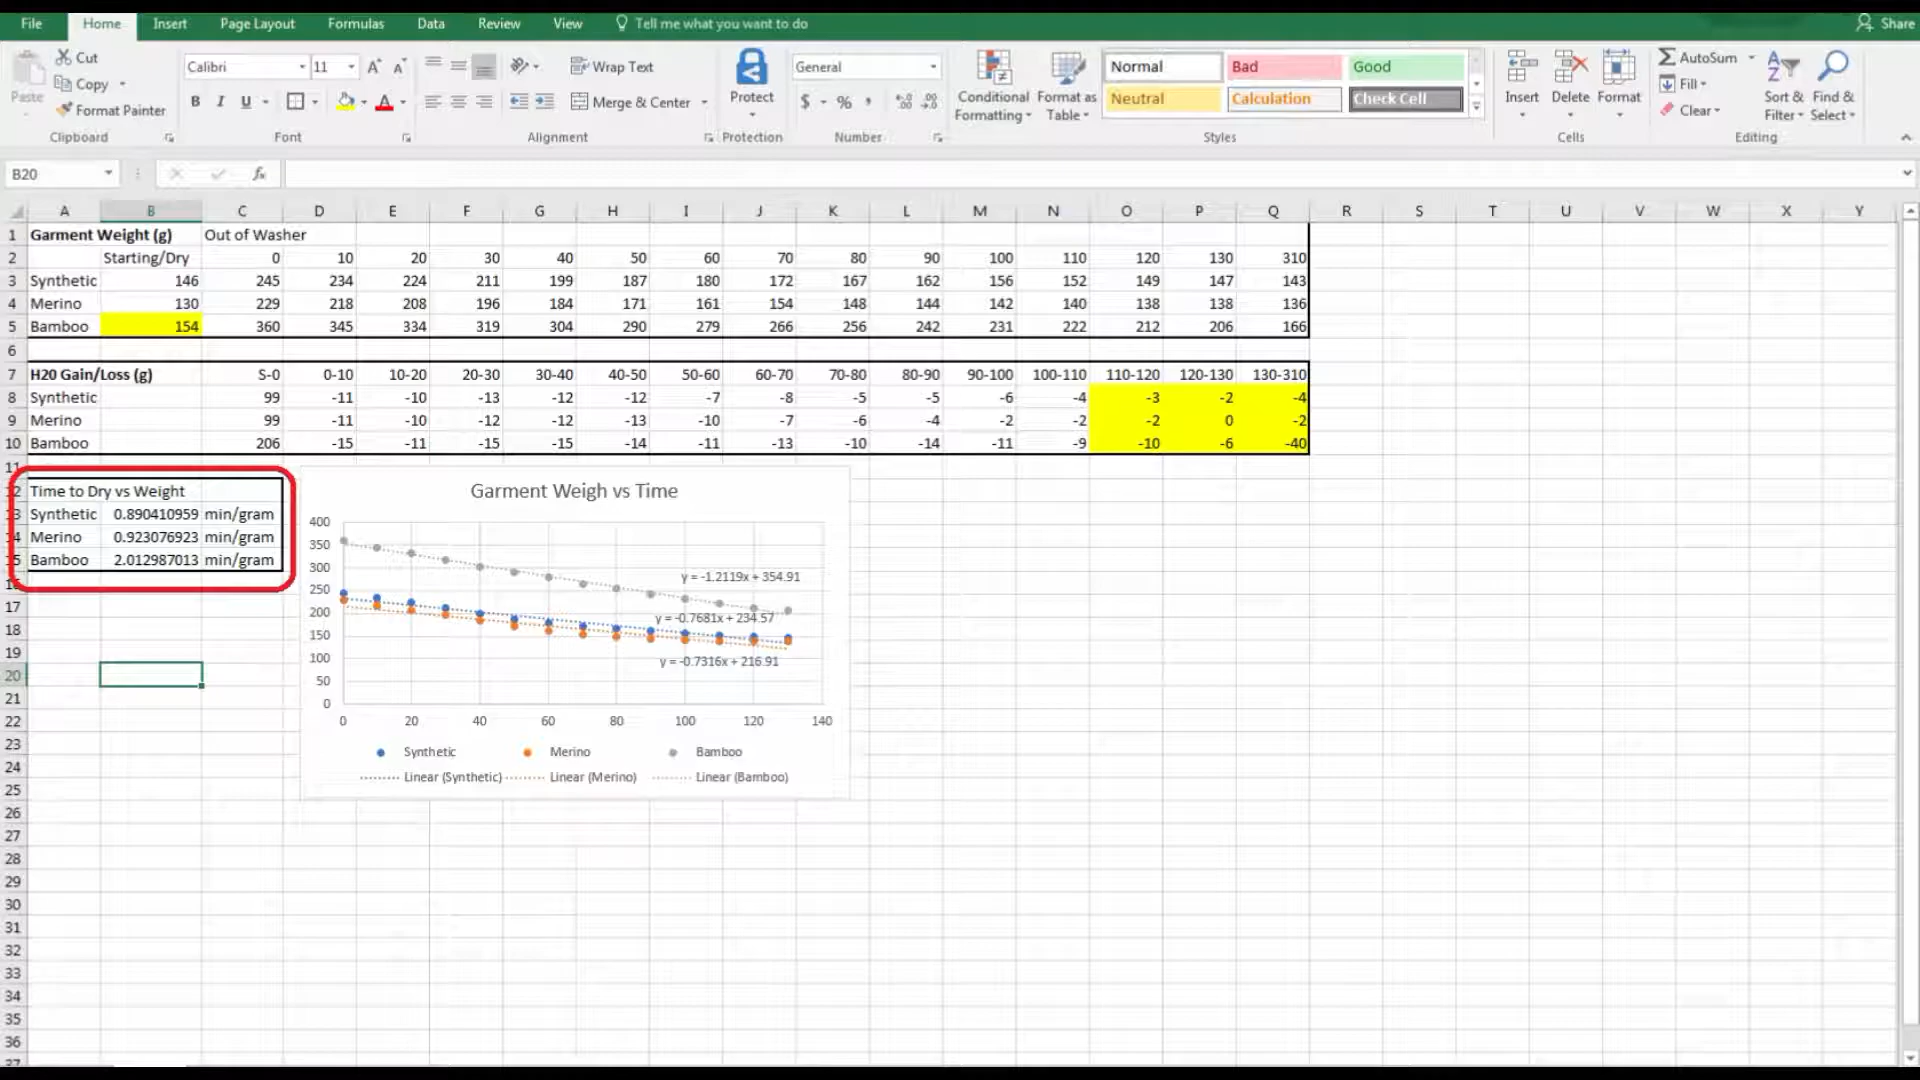 File Home Insert Page Layout Formulas Data Review View Tell me what you want to do Share
Cut
Copy
Format Painter
Paste
Clipboard
Calibri 11
B I U
Font
Wrap Text
Merge & Center
Alignment
Protect
Protection
General
$ %
Number
Conditional Formatting
Format as Table
Normal Bad Good
Neutral Calculation Check Cell
Styles
Insert Delete Format
Cells
AutoSum
Fill
Clear
Sort & Filter
Find & Select
Editing
B20 fx
A B C D E F G H I J K L M N O P Q R S T U V W X Y
1 Garment Weight (g) Out of Washer
2 Starting/Dry 0 10 20 30 40 50 60 70 80 90 100 110 120 130 310
3 Synthetic 146 245 234 224 211 199 187 180 172 167 162 156 152 149 147 143
4 Merino 130 229 218 208 196 184 171 161 154 148 144 142 140 138 138 136
5 Bamboo 154 360 345 334 319 304 290 279 266 256 242 231 222 212 206 166
6
7 H20 Gain/Loss (g) S-0 0-10 10-20 20-30 30-40 40-50 50-60 60-70 70-80 80-90 90-100 100-110 110-120 120-130 130-310
8 Synthetic 99 -11 -10 -13 -12 -12 -7 -8 -5 -5 -6 -4 -3 -2 -4
9 Merino 99 -11 -10 -12 -12 -13 -10 -7 -6 -4 -2 -2 -2 0 -2
10 Bamboo 206 -15 -11 -15 -15 -14 -11 -13 -10 -14 -11 -9 -10 -6 -40
11
12 Time to Dry vs Weight
13 Synthetic 0.890410959 min/gram
14 Merino 0.923076923 min/gram
15 Bamboo 2.012987013 min/gram
16
17
18
19
20
21
22
23
24
25
26
27
28
29
30
31
32
33
34
35
36
37
Garment Weigh vs Time
400
350
300
250
200
150
100
50
0
y = -1.2119x + 354.91
y = -0.7681x + 234.57
y = -0.7316x + 216.91
0 20 40 60 80 100 120 140
Synthetic Merino Bamboo
Linear (Synthetic) Linear (Merino) Linear (Bamboo)